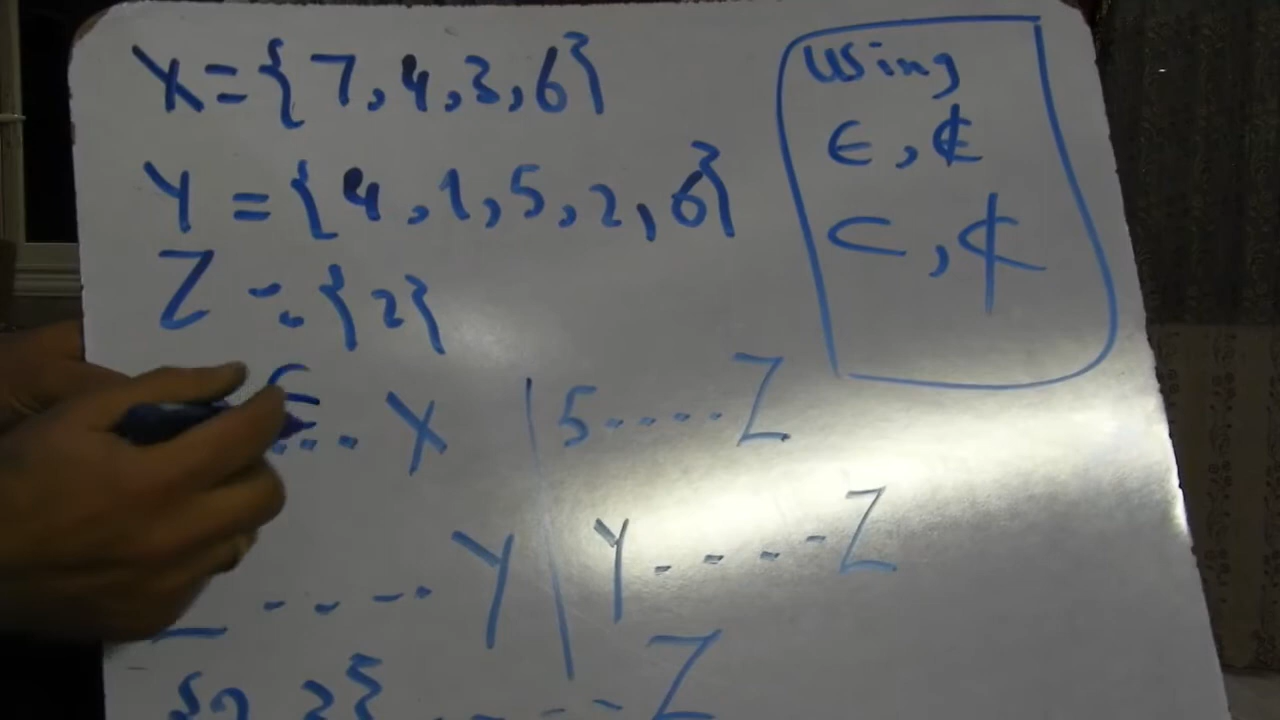 X = {7, 4, 3, 6}
Y = {4, 1, 5, 2, 6}
Z = {2}
Using
∈, ∉
⊂, ⊄
∈ .... X
5 .... Z
.... Y
Y .... Z
.... Z